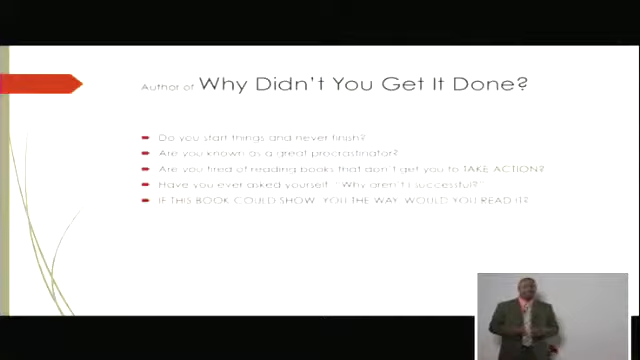 Author of Why Didn't You Get It Done?
Do you start things and never finish?
Are you known as a great procrastinator?
Are you tired of reading books that don't get you to TAKE ACTION?
Have you ever asked yourself, "Why aren't I successful?"
IF THIS BOOK COULD SHOW YOU THE WAY WOULD YOU READ IT?